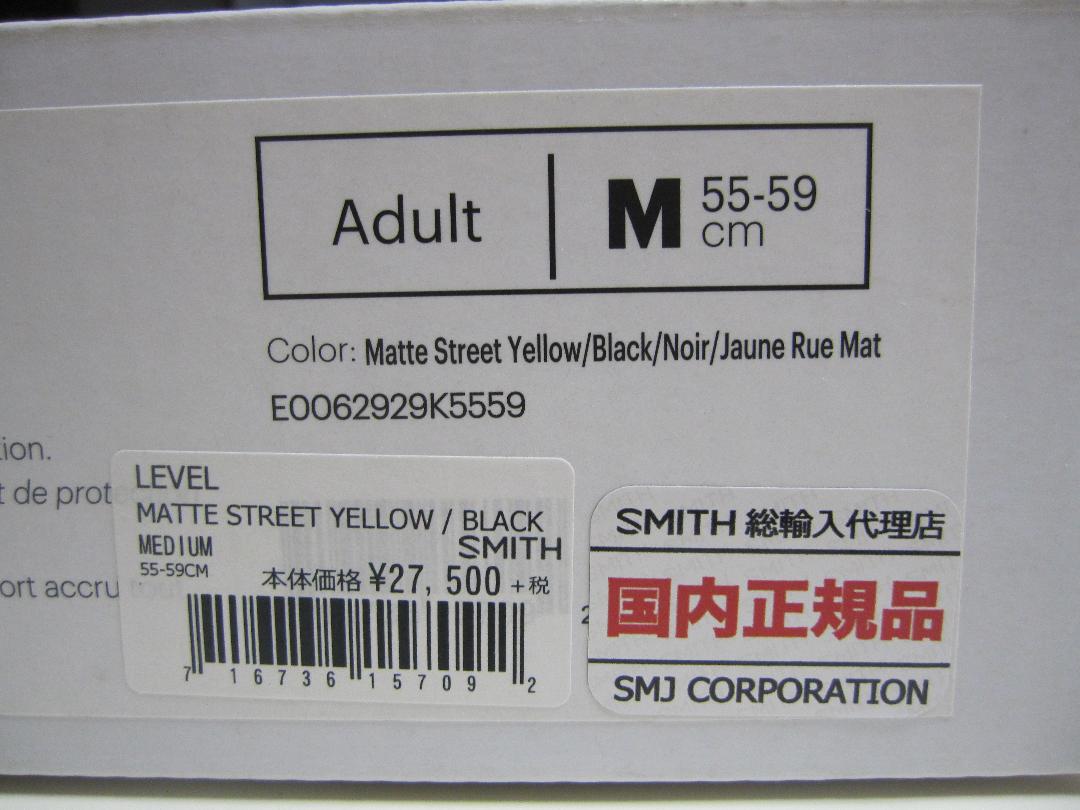 Adult
M 55-59 cm
Color: Matte Street Yellow/Black/Noir/Jaune Rue Mat
E0062929K5559
tion.
t de prote
ort accru
LEVEL
MATTE STREET YELLOW / BLACK
MEDIUM
SMITH
55-59CM
本体価格 ¥27,500 +税
7 16736 15709 2
SMITH 総輸入代理店
国内正規品
SMJ CORPORATION